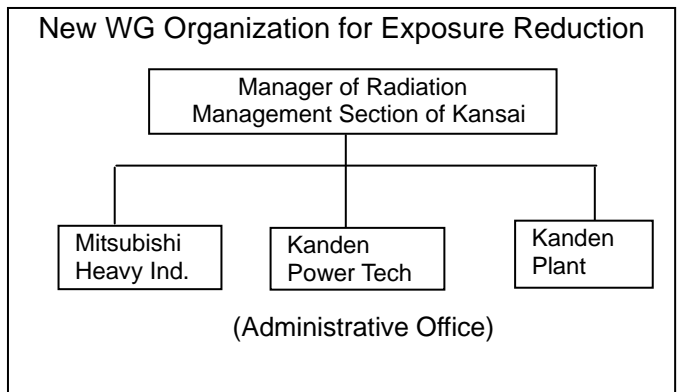 New WG Organization for Exposure Reduction
Manager of Radiation
Management Section of Kansai
Mitsubishi
Heavy Ind.
Kanden
Power Tech
Kanden
Plant
(Administrative Office)